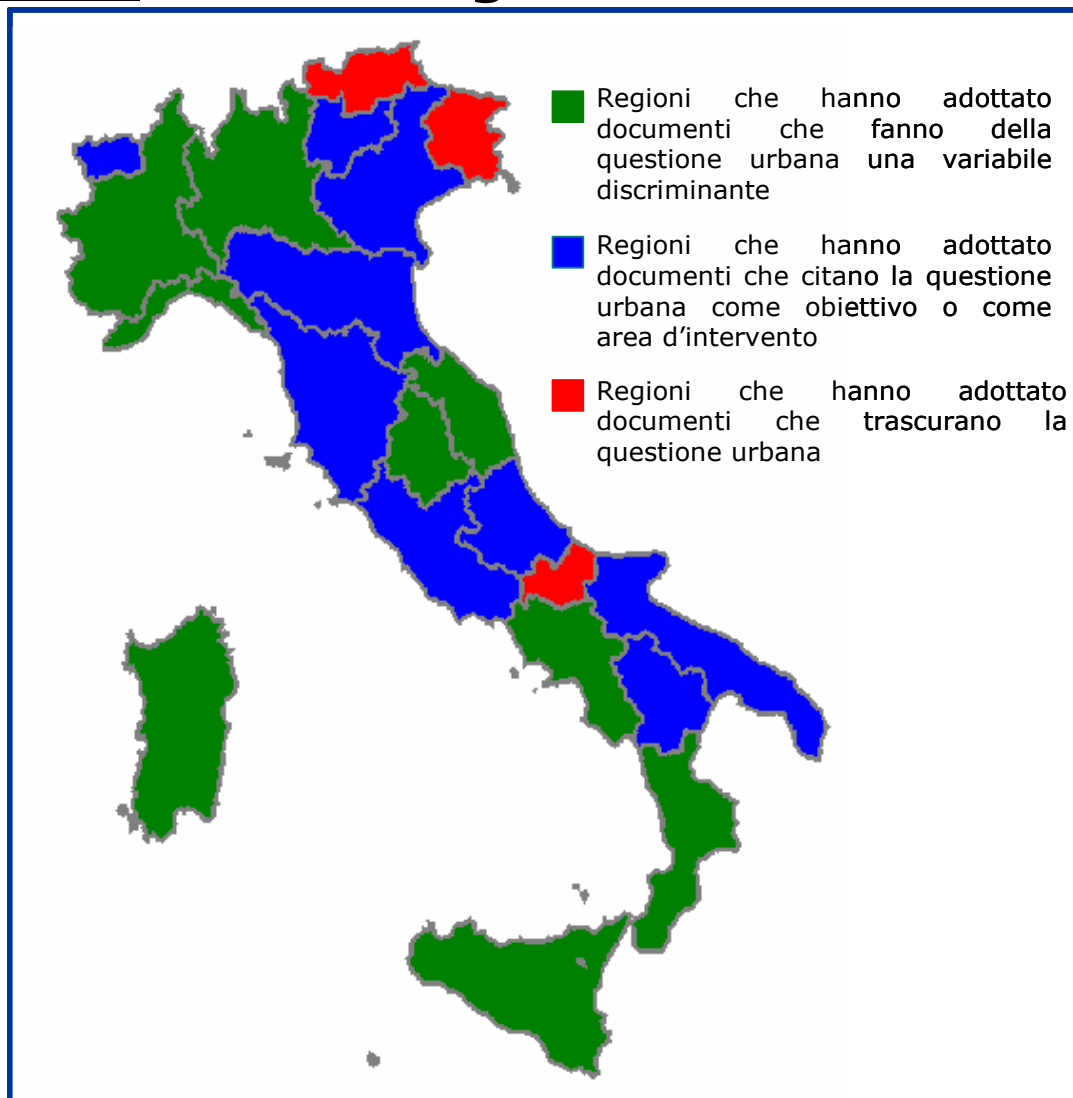 Regioni che hanno adottato
documenti che fanno della
questione urbana una variabile
discriminante
Regioni che hanno adottato
documenti che citano la questione
urbana come obiettivo o come
area d'intervento
Regioni che hanno adottato
documenti che trascurano la
questione urbana